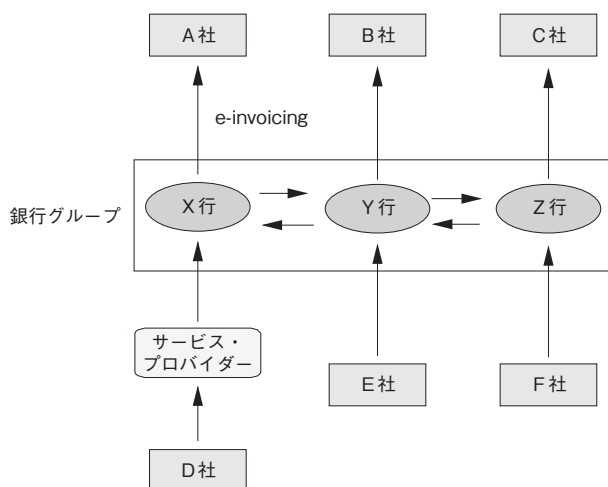 A社
B社
C社
e-invoicing
銀行グループ
X行
Y行
Z行
サービス・
プロバイダー
E社
F社
D社